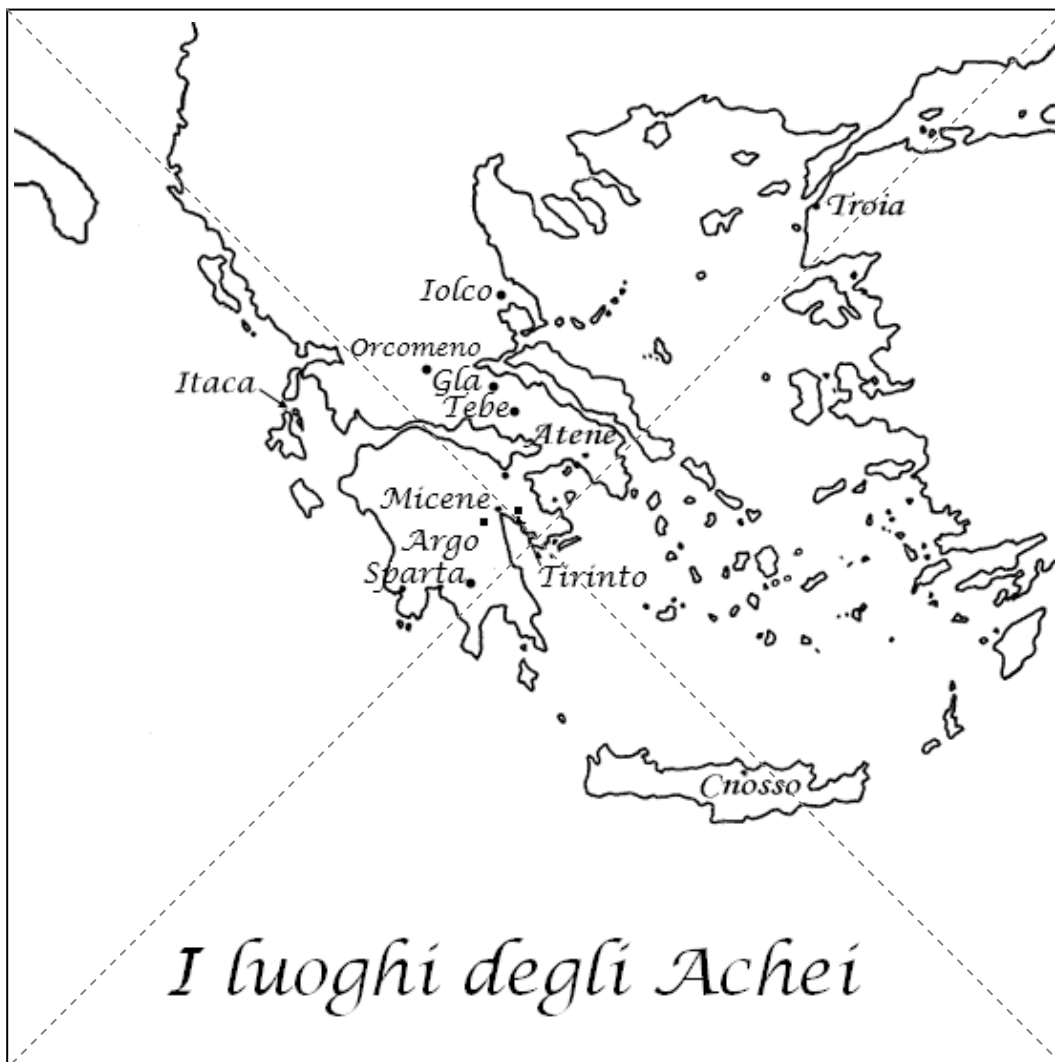 Troia
Iolco
Orcomeno
Gla
Itaca
Tebe
Atene
Micene
Argo
Sparta
Tirinto
Cnosso
I luoghi degli Achei